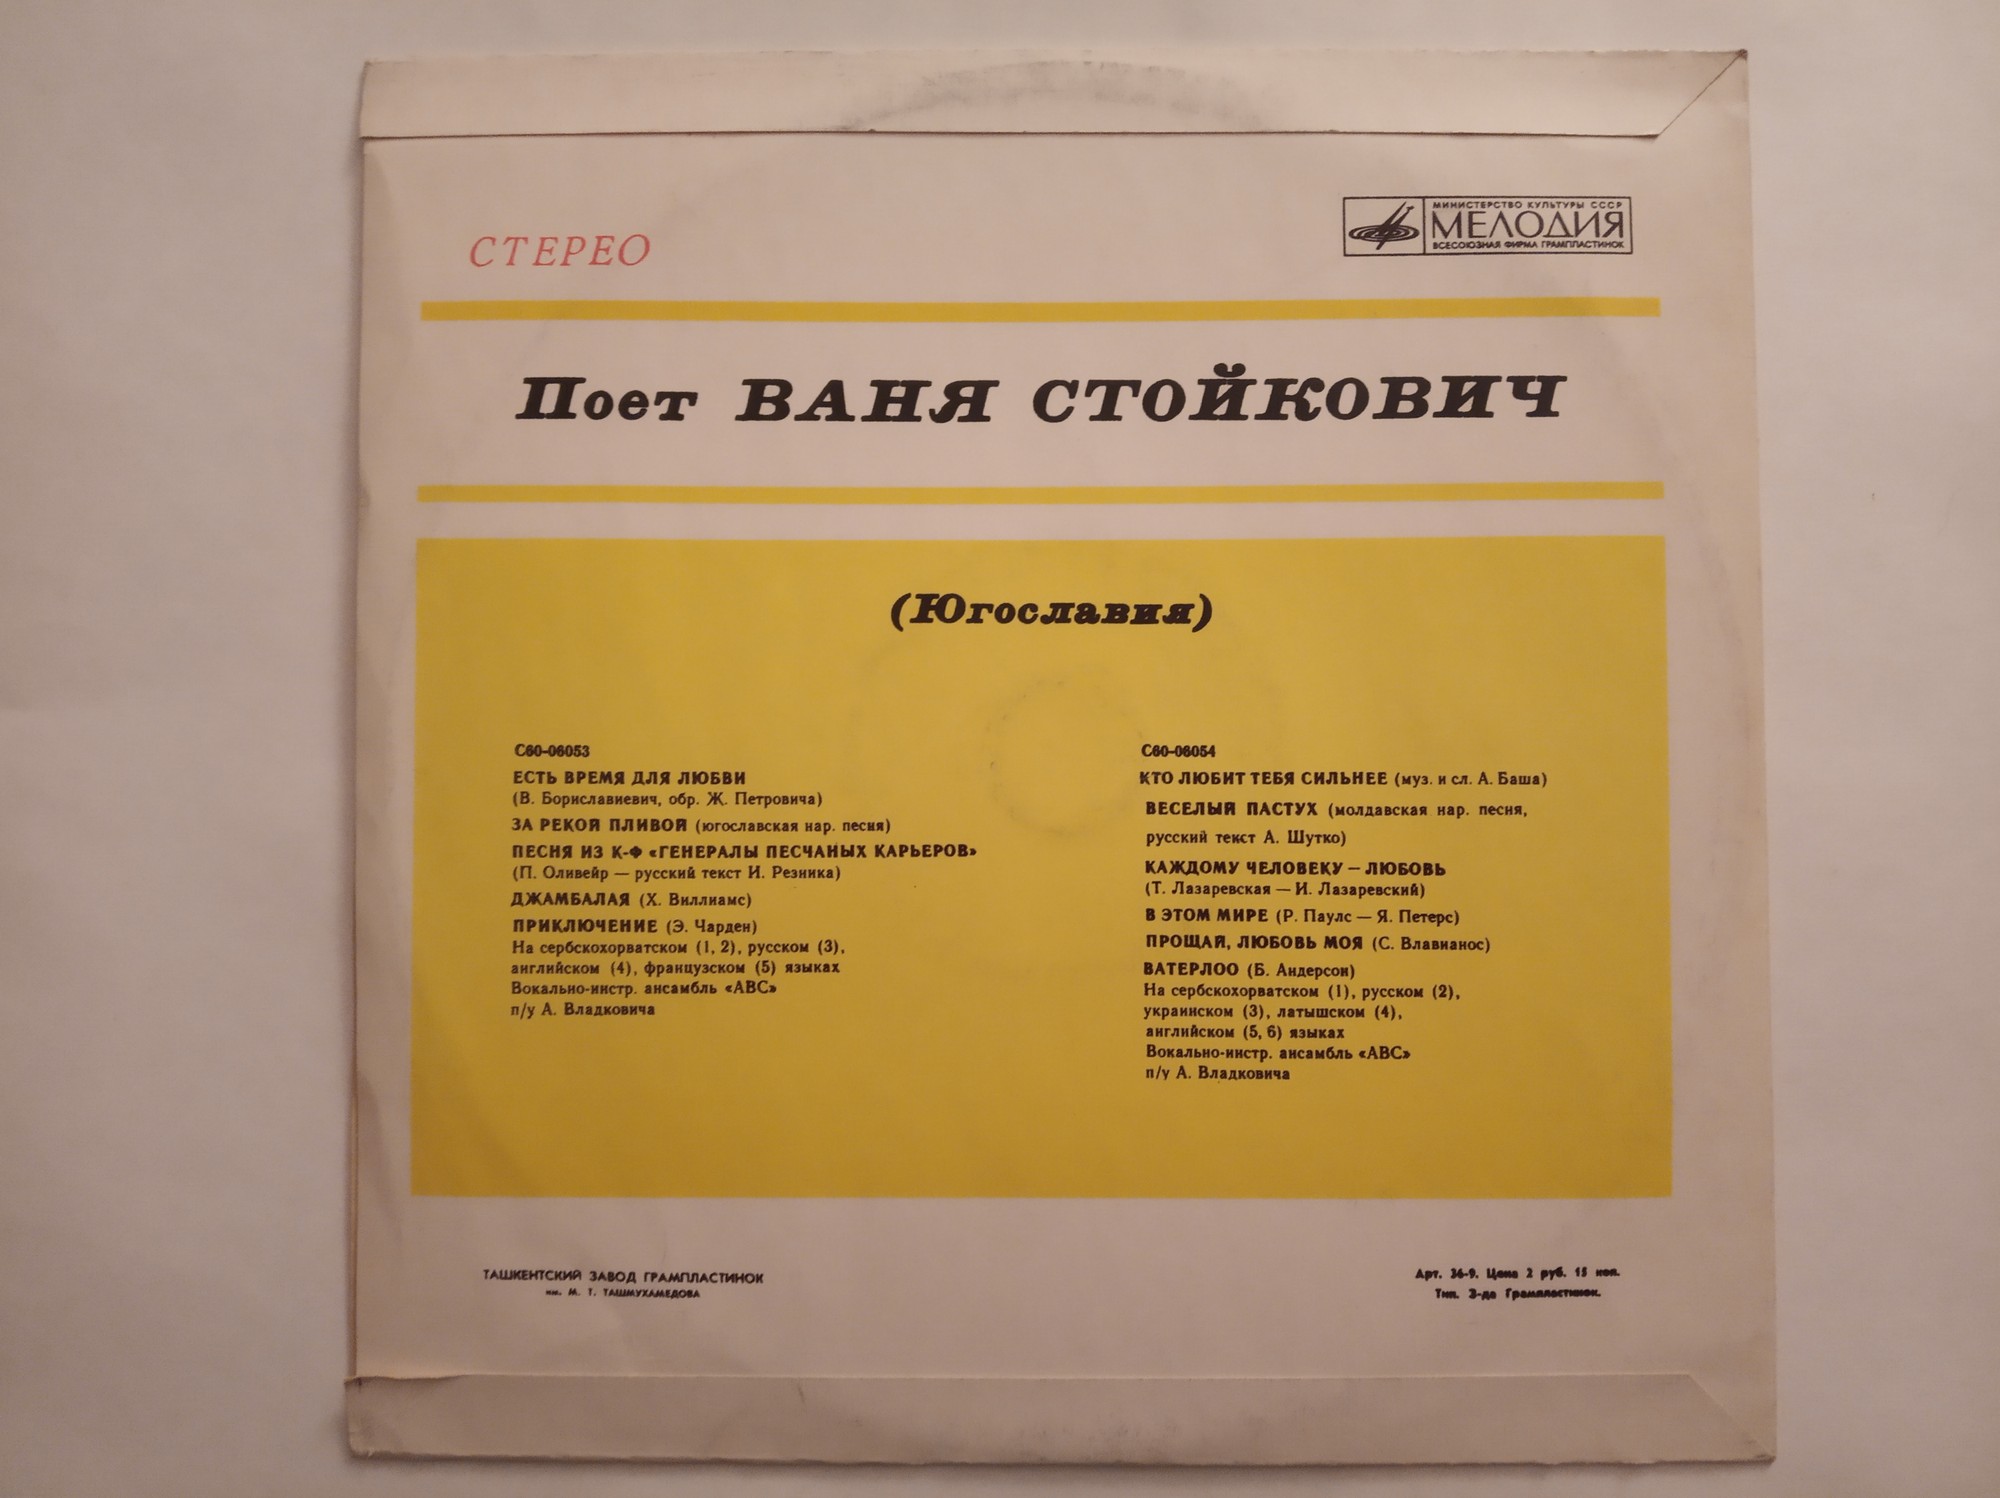 СТЕРЕО
МИНИСТЕРСТВО КУЛЬТУРЫ СССР
МЕЛОДИЯ
ВСЕСОЮЗНАЯ ФИРМА ГРАМПЛАСТИНОК
Поет ВАНЯ СТОЙКОВИЧ
(Югославия)
С60-06053
ЕСТЬ ВРЕМЯ ДЛЯ ЛЮБВИ
(В. Бориславиевич, обр. Ж. Петровича)
ЗА РЕКОЙ ПЛИВОЙ (югославская нар. песня)
ПЕСНЯ ИЗ К-Ф «ГЕНЕРАЛЫ ПЕСЧАНЫХ КАРЬЕРОВ»
(П. Оливейр — русский текст И. Резника)
ДЖАМБАЛАЯ (Х. Виллиамс)
ПРИКЛЮЧЕНИЕ (Э. Чарден)
На сербскохорватском (1, 2), русском (3),
английском (4), французском (5) языках
Вокально-инстр. ансамбль «АВС»
п/у А. Владковича
С60-06054
КТО ЛЮБИТ ТЕБЯ СИЛЬНЕЕ (муз. и сл. А. Баша)
ВЕСЕЛЫЙ ПАСТУХ (молдавская нар. песня,
русский текст А. Шутко)
КАЖДОМУ ЧЕЛОВЕКУ — ЛЮБОВЬ
(Т. Лазаревская — И. Лазаревский)
В ЭТОМ МИРЕ (Р. Паулс — Я. Петерс)
ПРОЩАЙ, ЛЮБОВЬ МОЯ (С. Влавианос)
ВАТЕРЛОО (Б. Андерсон)
На сербскохорватском (1), русском (2),
украинском (3), латышском (4),
английском (5, 6) языках
Вокально-инстр. ансамбль «АВС»
п/у А. Владковича
ТАШКЕНТСКИЙ ЗАВОД ГРАМПЛАСТИНОК
им. М. Т. ТАШМУХАМЕДОВА
Арт. 36-9. Цена 2 руб. 15 коп.
Тип. З-да Грампластинок.